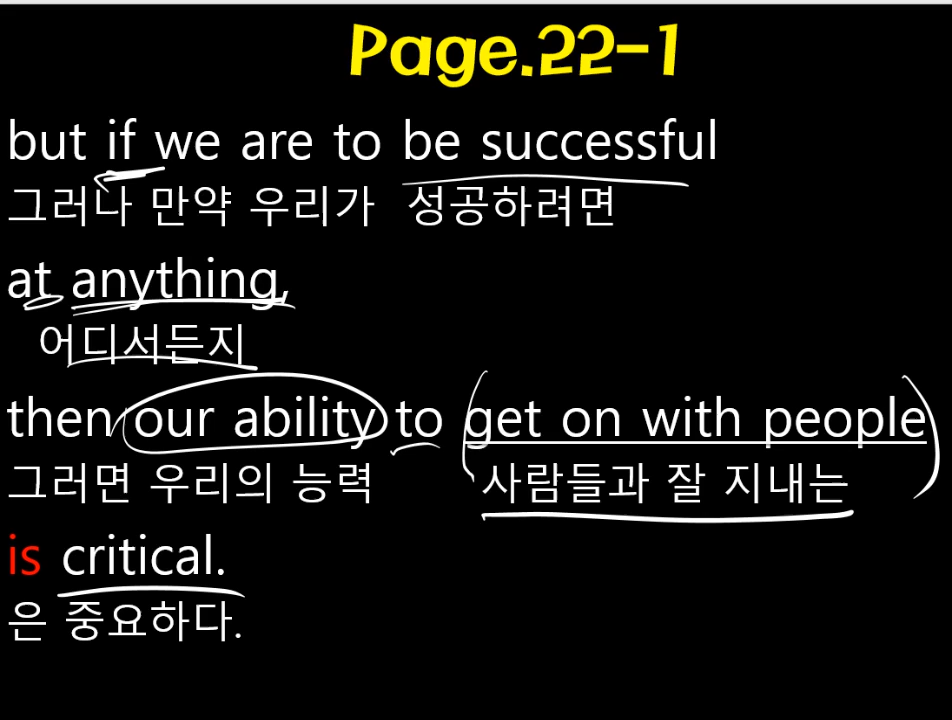 Page.22-1
but if we are to be successful
그러나 만약 우리가 성공하려면
at anything,
어디서든지
then our ability to get on with people
그러면 우리의 능력 사람들과 잘 지내는
is critical.
은 중요하다.